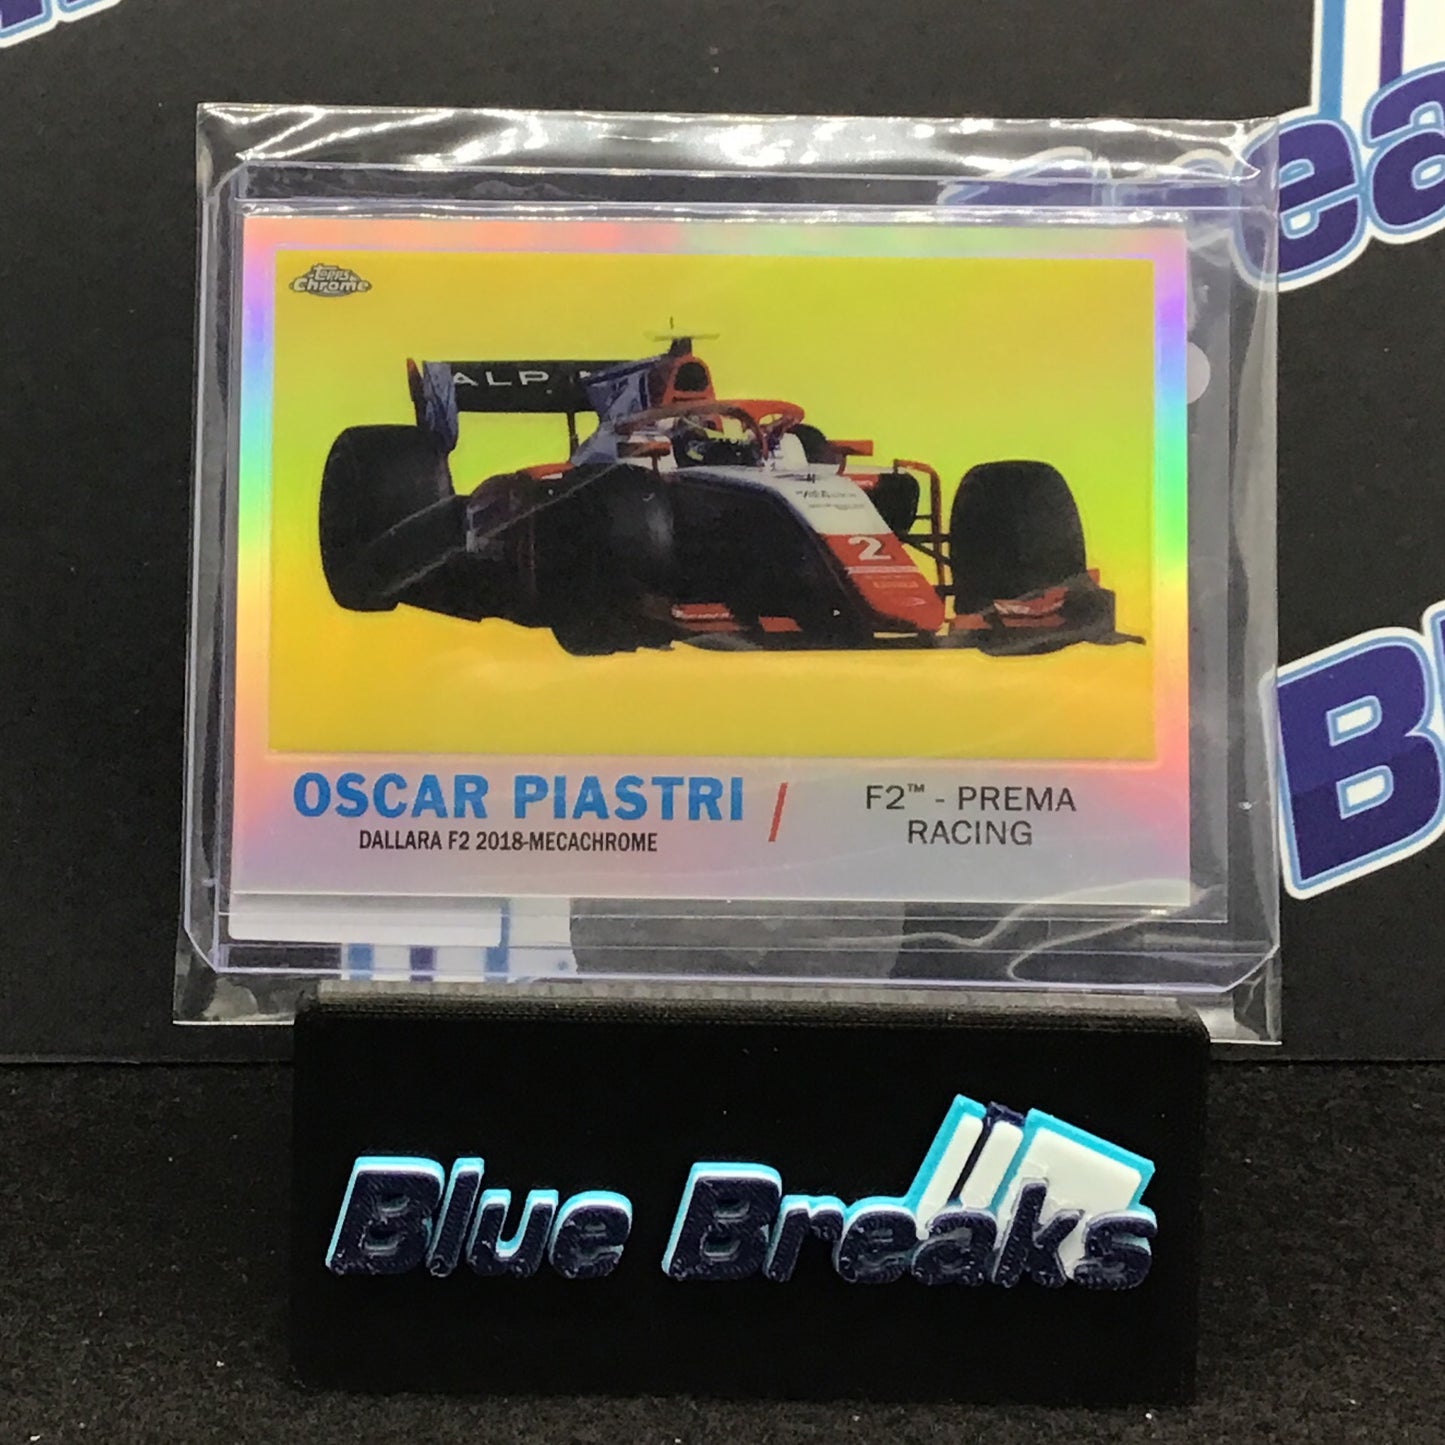 Topps
Chrome
ALP
2
OSCAR PIASTRI /
DALLARA F2 2018-MECACHROME
F2™ - PREMA
RACING
Blue Breaks